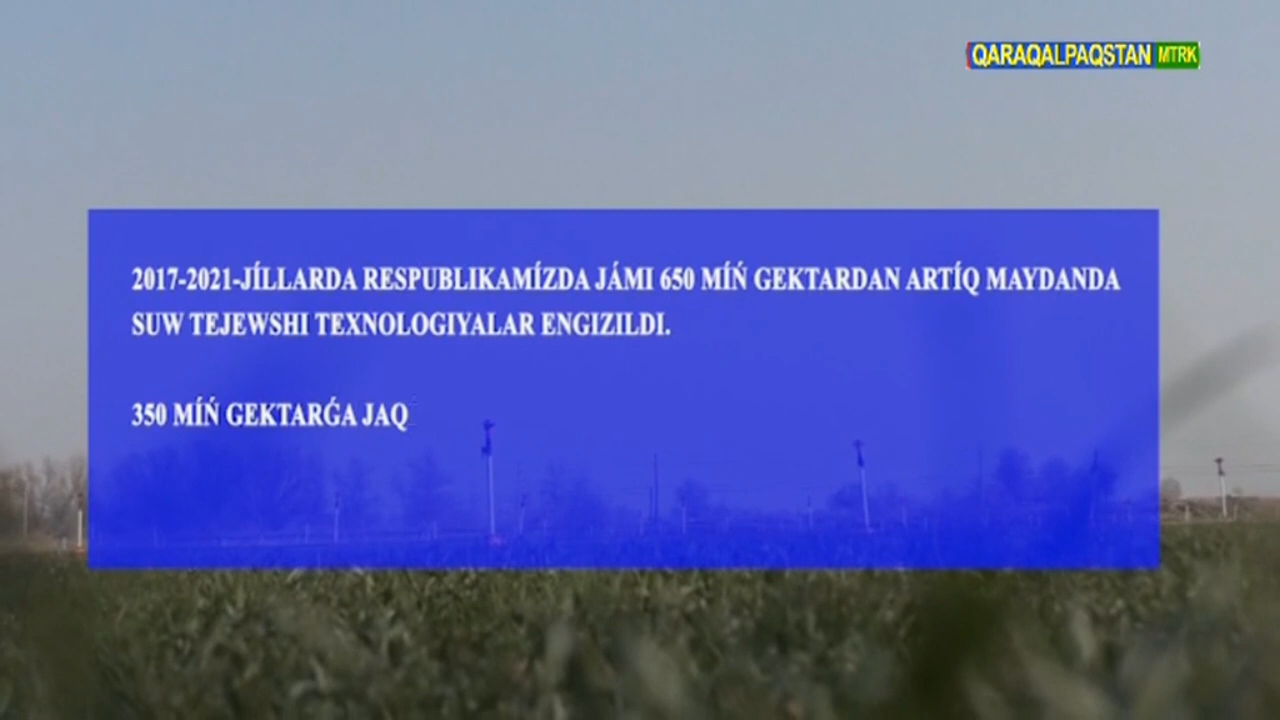 QARAQALPAQSTAN MTRK
2017-2021-JÍLLARDA RESPUBLIKAMÍZDA JÁMI 650 MÍŃ GEKTARDAN ARTÍQ MAYDANDA
SUW TEJEWSHI TEXNOLOGIYALAR ENGIZILDI.
350 MÍŃ GEKTARǴA JAQ